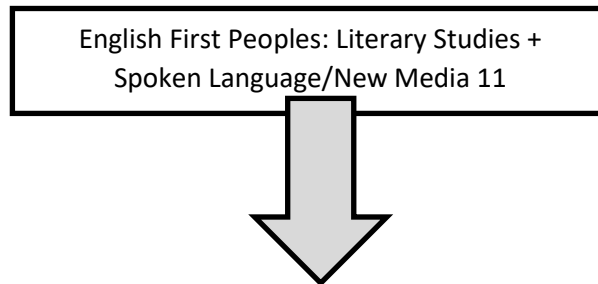 English First Peoples: Literary Studies +
Spoken Language/New Media 11